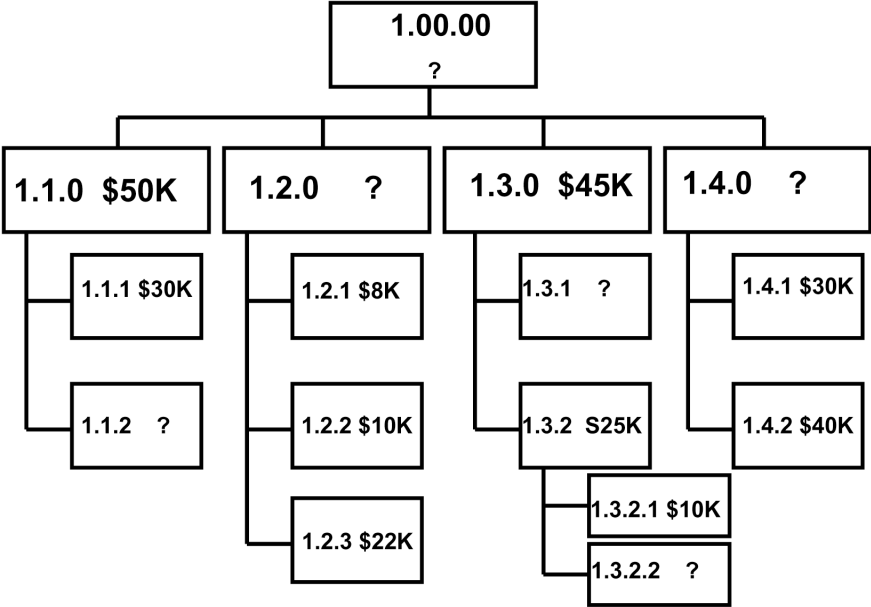 1.00.00
?
1.1.0 $50K
1.2.0 ?
1.3.0 $45K
1.4.0 ?
1.1.1 $30K
1.2.1 $8K
1.3.1 ?
1.4.1 $30K
1.1.2 ?
1.2.2 $10K
1.3.2 S25K
1.4.2 $40K
1.3.2.1 $10K
1.2.3 $22K
1.3.2.2 ?